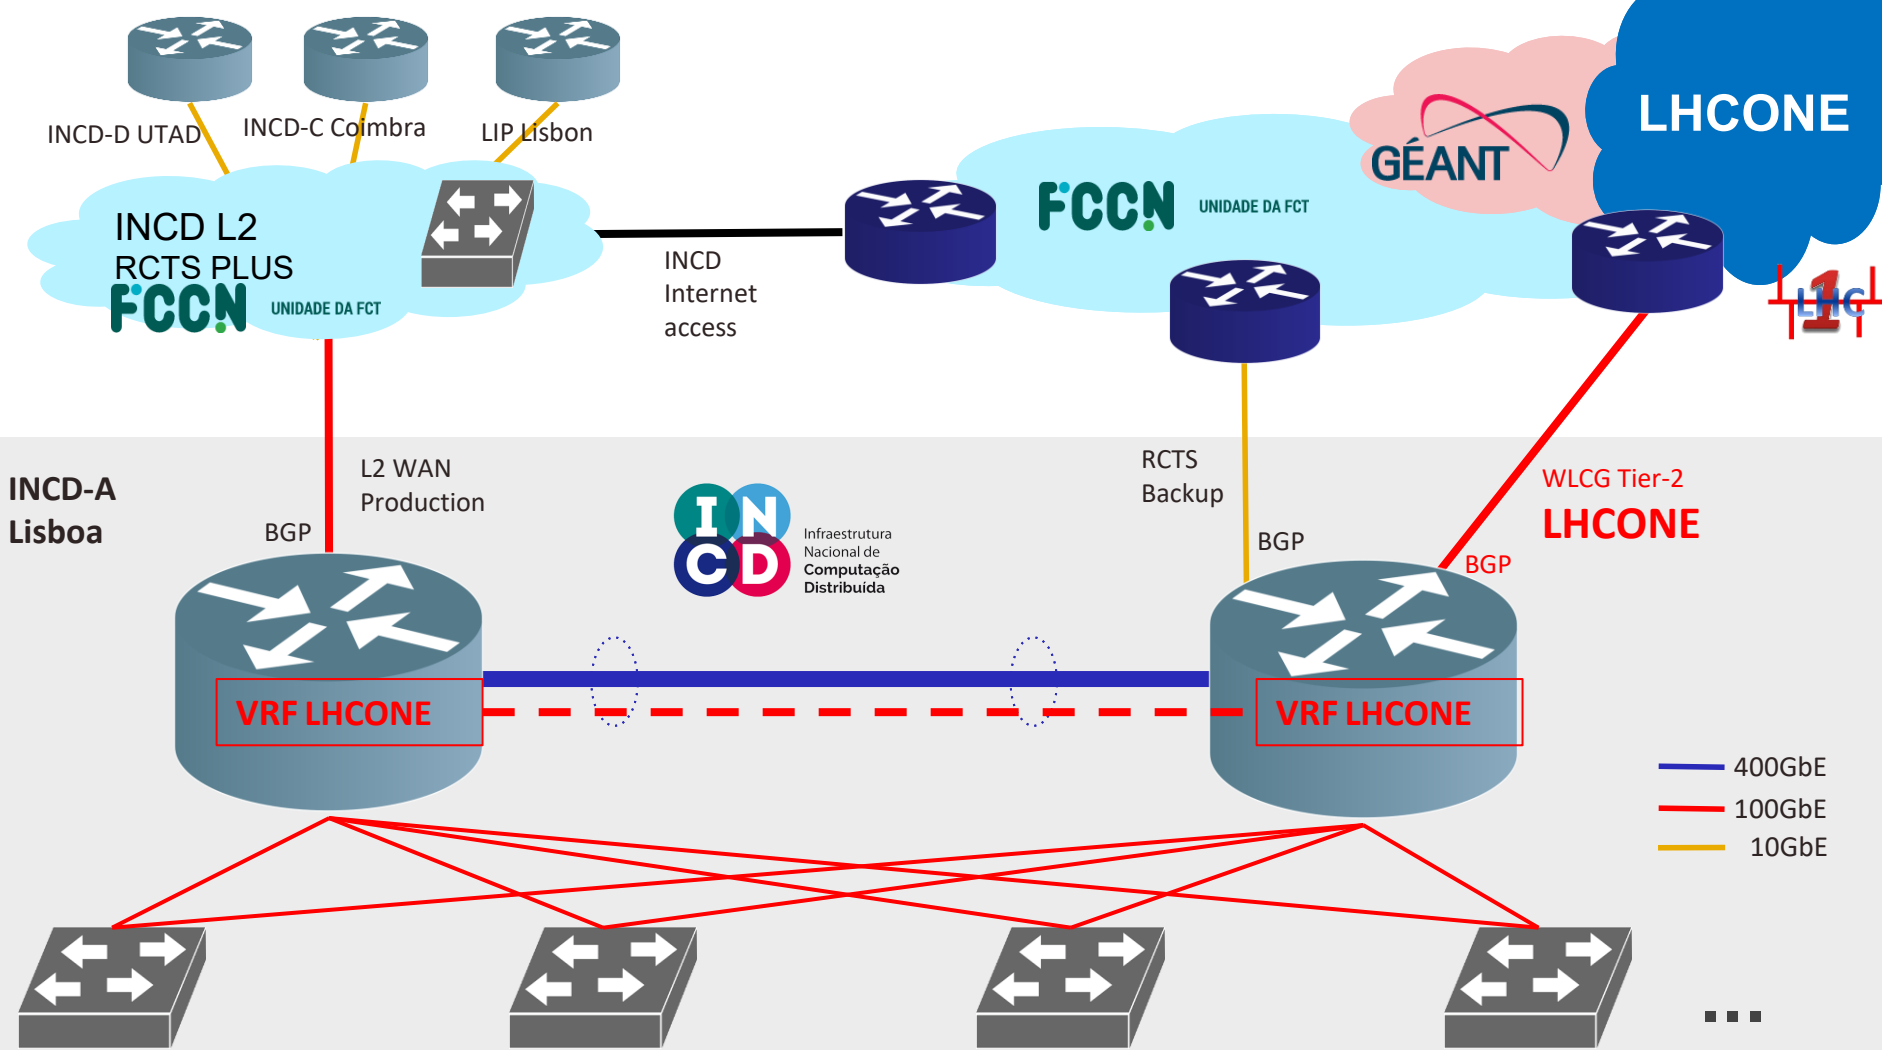 INCD-D UTAD
INCD-C Coimbra
LIP Lisbon
INCD L2
RCTS PLUS
FCCN UNIDADE DA FCT
INCD
Internet
access
FCCN UNIDADE DA FCT
GÉANT
LHCONE
LHC
1
INCD-A
Lisboa
L2 WAN
Production
BGP
INCD
Infraestrutura
Nacional de
Computação
Distribuída
RCTS
Backup
BGP
WLCG Tier-2
LHCONE
BGP
VRF LHCONE
VRF LHCONE
400GbE
100GbE
10GbE
...